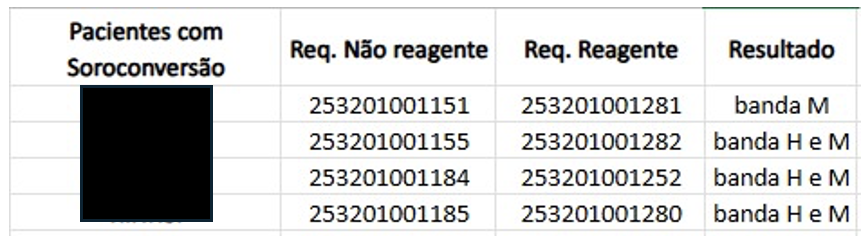 Pacientes com
Soroconversão
Req. Não reagente Req. Reagente Resultado
253201001151 253201001281 banda M
253201001155 253201001282 banda H e M
253201001184 253201001252 banda H e M
253201001185 253201001280 banda H e M